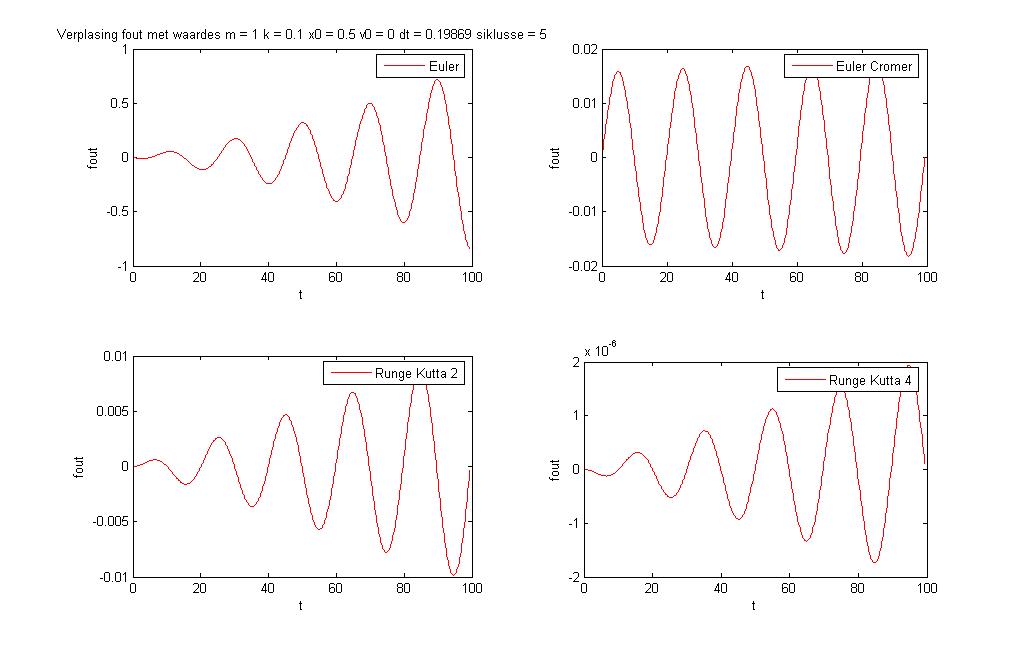 Verplasing fout met waardes m = 1 k = 0.1 x0 = 0.5 v0 = 0 dt = 0.19869 siklusse = 5
1
0.5
0
-0.5
-1
fout
Euler
0 20 40 60 80 100
t
0.02
0.01
0
-0.01
-0.02
fout
Euler Cromer
0 20 40 60 80 100
t
0.01
0.005
0
-0.005
-0.01
fout
Runge Kutta 2
0 20 40 60 80 100
t
x 10^-6
2
1
0
-1
-2
fout
Runge Kutta 4
0 20 40 60 80 100
t